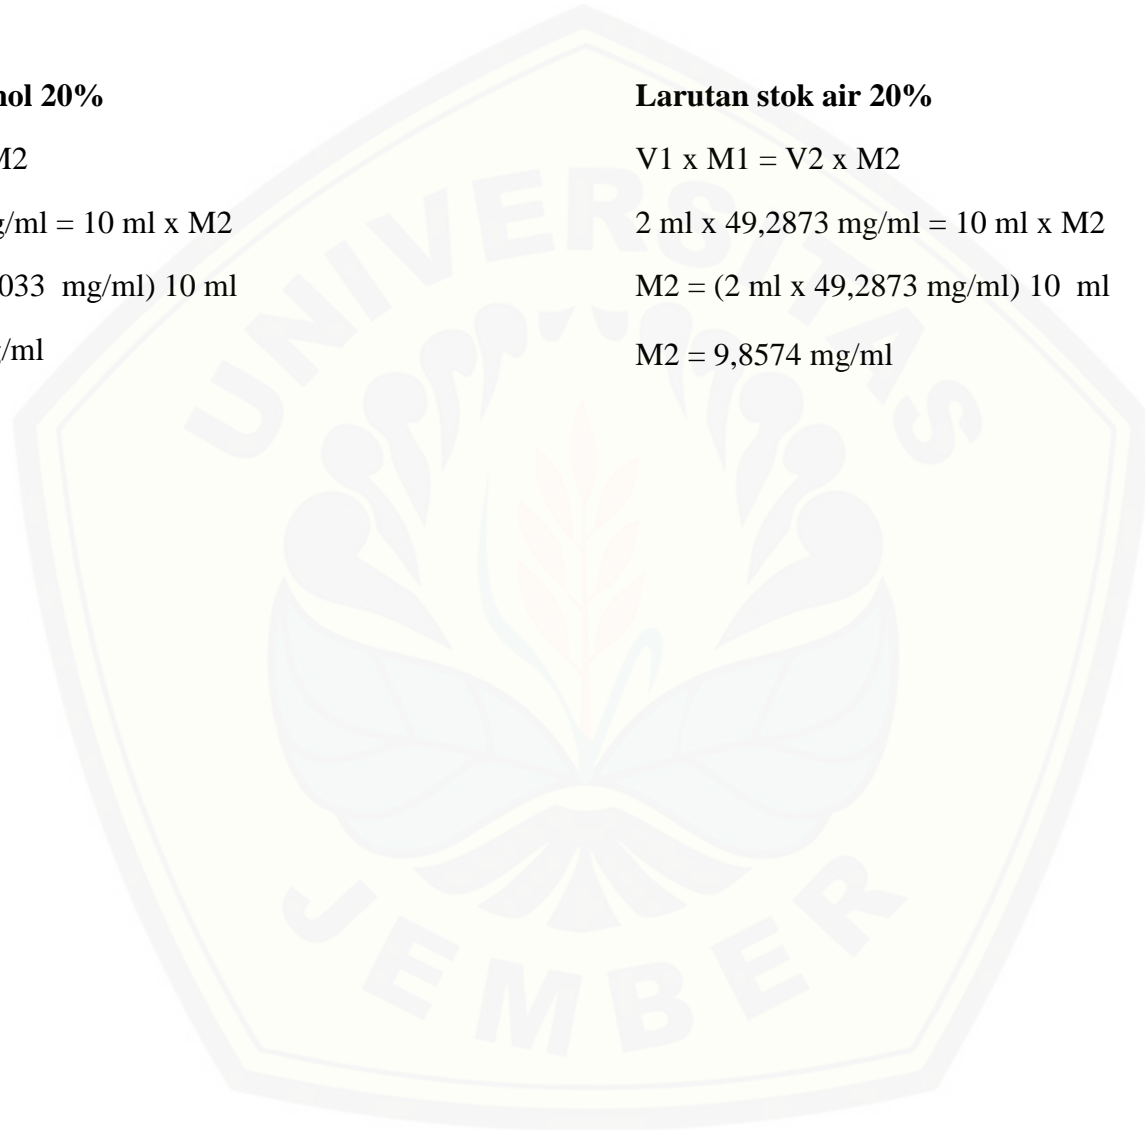 nol 20%
M2
g/ml = 10 ml x M2
033 mg/ml) 10 ml
g/ml
Larutan stok air 20%
V1 x M1 = V2 x M2
2 ml x 49,2873 mg/ml = 10 ml x M2
M2 = (2 ml x 49,2873 mg/ml) 10 ml
M2 = 9,8574 mg/ml
UNIVERSITAS
JEMBER